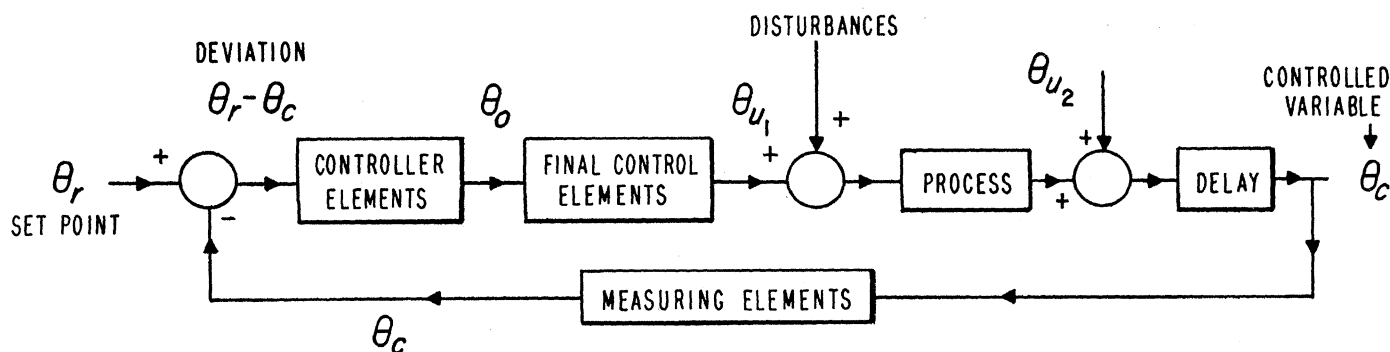 DISTURBANCES
DEVIATION
θr-θc
θo
θu1
θu2
CONTROLLED
VARIABLE
+
+
+
+
+
-
θr
SET POINT
CONTROLLER
ELEMENTS
FINAL CONTROL
ELEMENTS
PROCESS
DELAY
θc
MEASURING ELEMENTS
θc